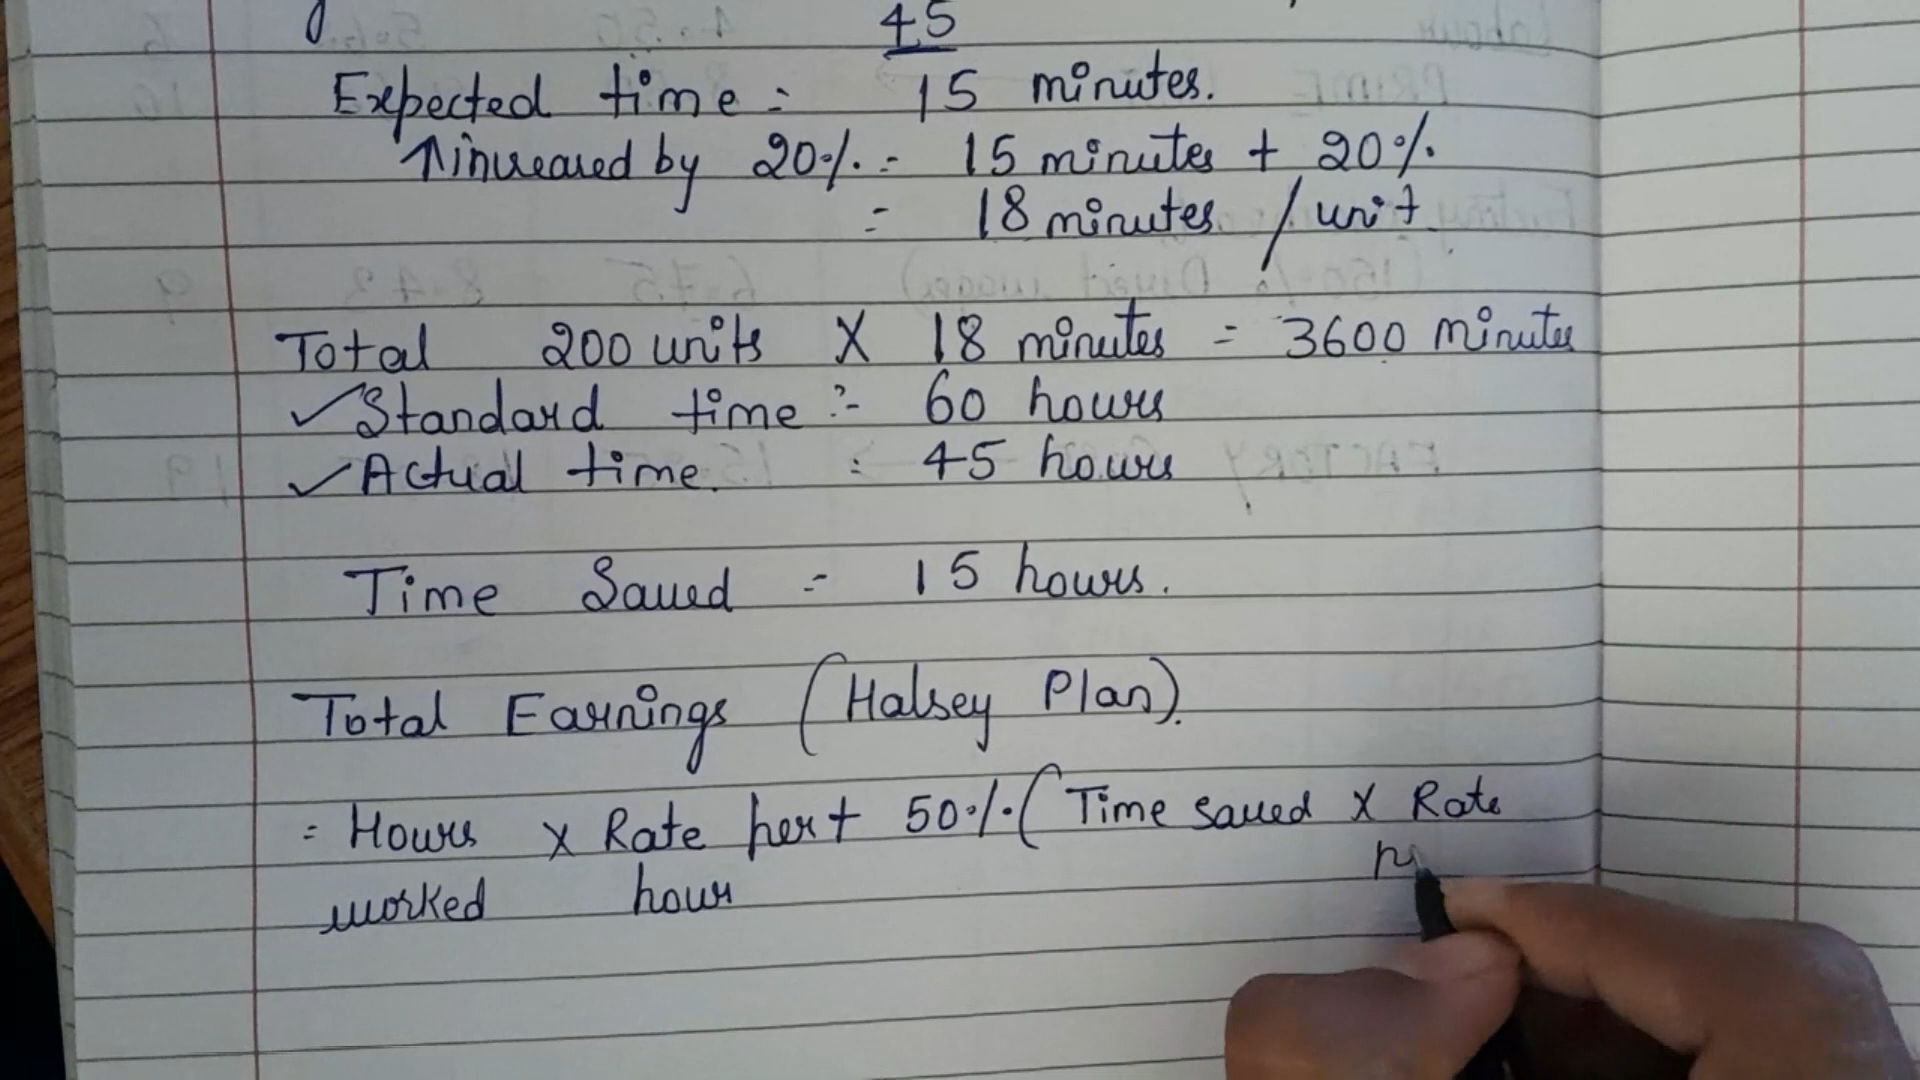 45
Expected time = 15 minutes.
↑increased by 20% = 15 minutes + 20%
= 18 minutes / unit
Total 200 units X 18 minutes = 3600 minutes
✓Standard time :- 60 hours
✓Actual time. : 45 hours
Time Saved = 15 hours.
Total Earnings (Halsey Plan).
= Hours x Rate per + 50% (Time saved X Rate
worked hour